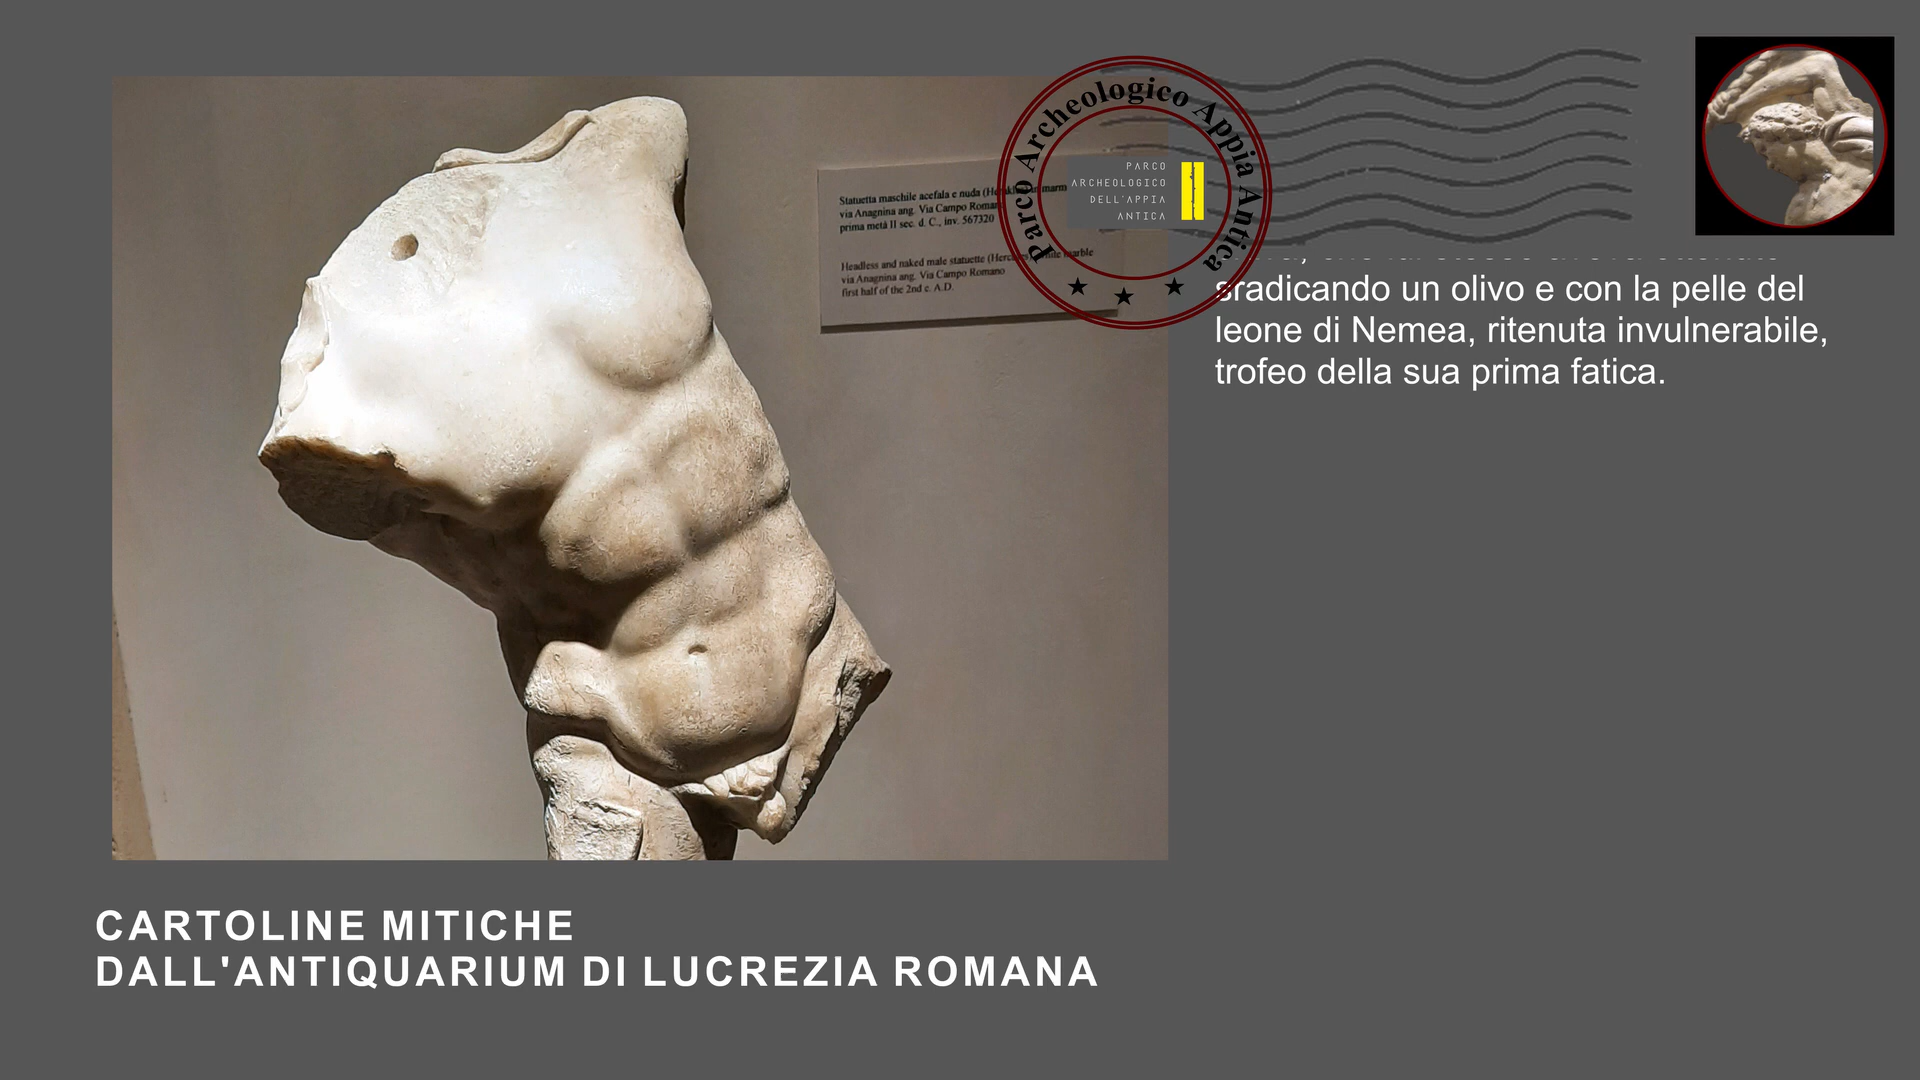 Statuetta maschile acefala e nuda
via Anagnina ang. Via Campo Romano
prima metà II sec. d. C., inv. 567320
Headless and naked male statuette marble
via Anagnina ang. Via Campo Romano
first half of the 2nd c. A.D.
Parco Archeologico Appia Antica
PARCO
ARCHEOLOGICO
DELL'APPIA
ANTICA
sradicando un olivo e con la pelle del
leone di Nemea, ritenuta invulnerabile,
trofeo della sua prima fatica.
CARTOLINE MITICHE
DALL'ANTIQUARIUM DI LUCREZIA ROMANA